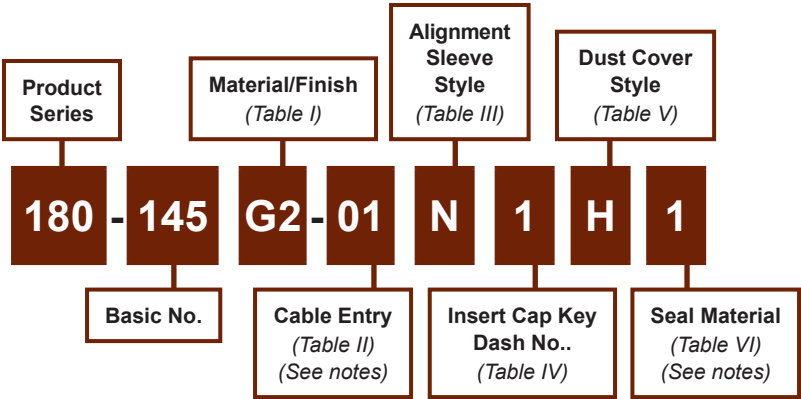 Product
Series
Material/Finish
(Table I)
Alignment
Sleeve
Style
(Table III)
Dust Cover
Style
(Table V)
180 - 145 G2 - 01 N 1 H 1
Basic No.
Cable Entry
(Table II)
(See notes)
Insert Cap Key
Dash No..
(Table IV)
Seal Material
(Table VI)
(See notes)